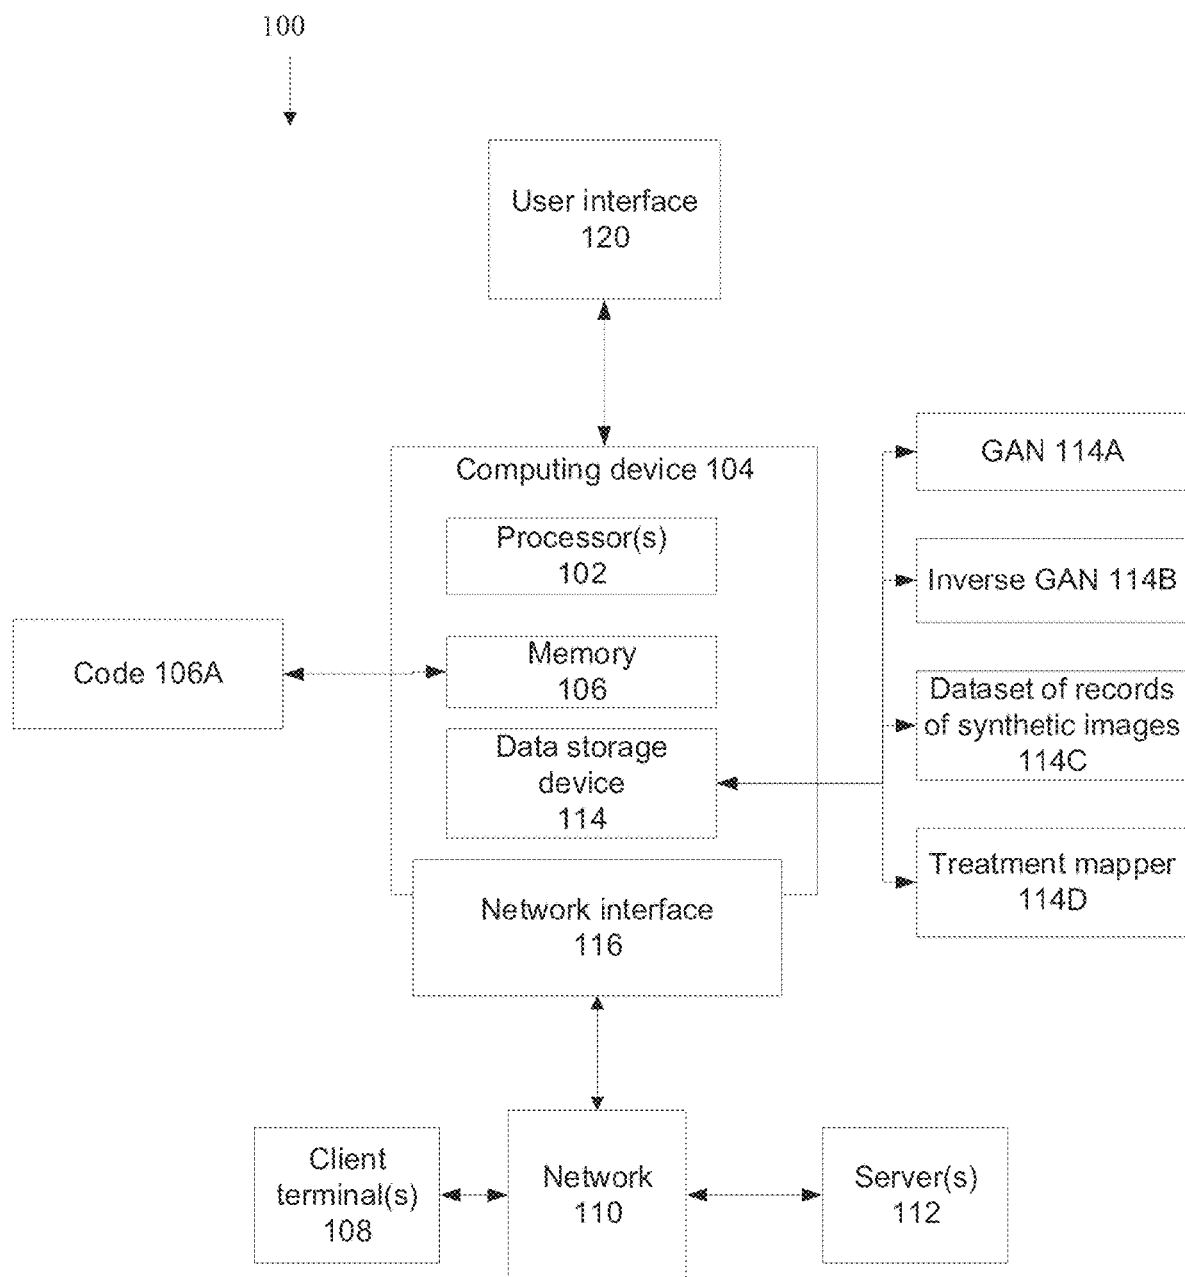 100
User interface
120
Computing device 104
Processor(s)
102
Memory
106
Data storage
device
114
Network interface
116
Code 106A
GAN 114A
Inverse GAN 114B
Dataset of records
of synthetic images
114C
Treatment mapper
114D
Client
terminal(s)
108
Network
110
Server(s)
112